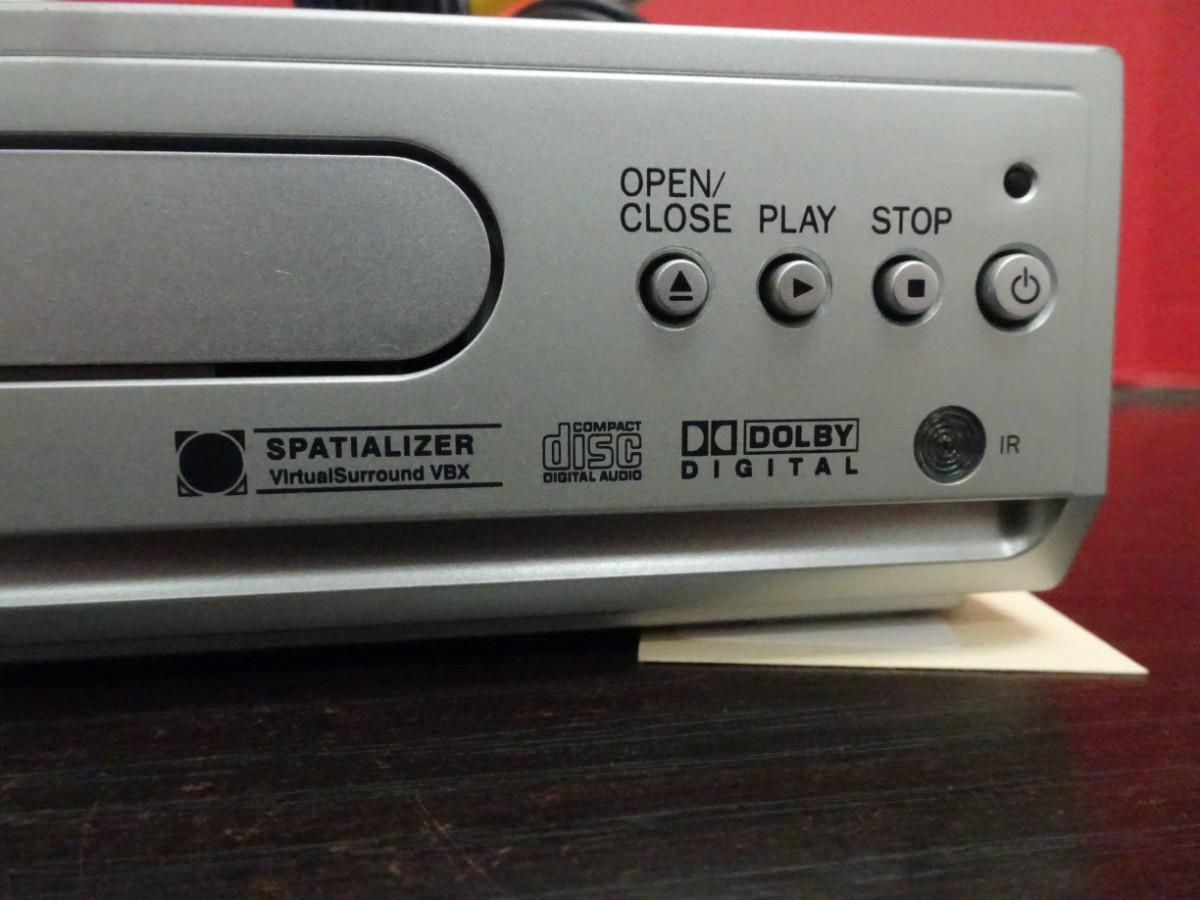 OPEN/
CLOSE PLAY STOP
SPATIALIZER
VirtualSurround VBX
COMPACT
disc
DIGITAL AUDIO
DOLBY
DIGITAL
IR